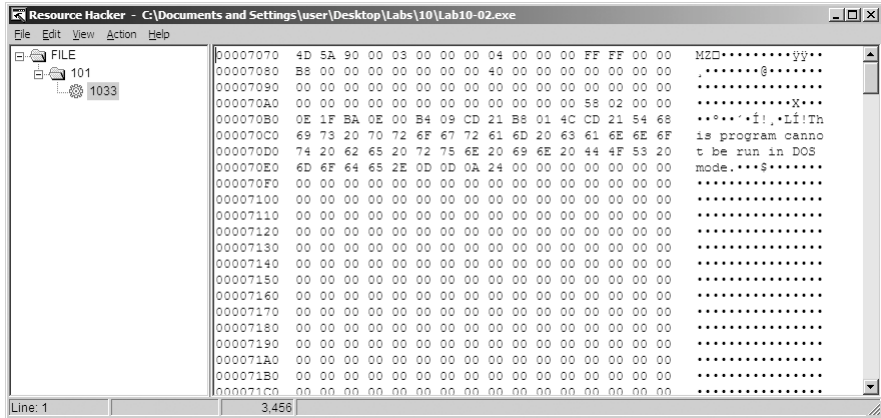 Resource Hacker - C:\Documents and Settings\user\Desktop\Labs\10\Lab10-02.exe
File Edit View Action Help
FILE
101
1033
00007070 4D 5A 90 00 03 00 00 00 04 00 00 00 FF FF 00 00 MZ□•••••••••ÿÿ••
00007080 B8 00 00 00 00 00 00 00 40 00 00 00 00 00 00 00 ¸•••••••@•••••••
00007090 00 00 00 00 00 00 00 00 00 00 00 00 00 00 00 00 ••••••••••••••••
000070A0 00 00 00 00 00 00 00 00 00 00 00 00 58 02 00 00 ••••••••••••X•••
000070B0 0E 1F BA 0E 00 B4 09 CD 21 B8 01 4C CD 21 54 68 ••º••´•Í!¸•LÍ!Th
000070C0 69 73 20 70 72 6F 67 72 61 6D 20 63 61 6E 6E 6F is program canno
000070D0 74 20 62 65 20 72 75 6E 20 69 6E 20 44 4F 53 20 t be run in DOS
000070E0 6D 6F 64 65 2E 0D 0D 0A 24 00 00 00 00 00 00 00 mode.•••$•••••••
000070F0 00 00 00 00 00 00 00 00 00 00 00 00 00 00 00 00 ••••••••••••••••
00007100 00 00 00 00 00 00 00 00 00 00 00 00 00 00 00 00 ••••••••••••••••
00007110 00 00 00 00 00 00 00 00 00 00 00 00 00 00 00 00 ••••••••••••••••
00007120 00 00 00 00 00 00 00 00 00 00 00 00 00 00 00 00 ••••••••••••••••
00007130 00 00 00 00 00 00 00 00 00 00 00 00 00 00 00 00 ••••••••••••••••
00007140 00 00 00 00 00 00 00 00 00 00 00 00 00 00 00 00 ••••••••••••••••
00007150 00 00 00 00 00 00 00 00 00 00 00 00 00 00 00 00 ••••••••••••••••
00007160 00 00 00 00 00 00 00 00 00 00 00 00 00 00 00 00 ••••••••••••••••
00007170 00 00 00 00 00 00 00 00 00 00 00 00 00 00 00 00 ••••••••••••••••
00007180 00 00 00 00 00 00 00 00 00 00 00 00 00 00 00 00 ••••••••••••••••
00007190 00 00 00 00 00 00 00 00 00 00 00 00 00 00 00 00 ••••••••••••••••
000071A0 00 00 00 00 00 00 00 00 00 00 00 00 00 00 00 00 ••••••••••••••••
000071B0 00 00 00 00 00 00 00 00 00 00 00 00 00 00 00 00 ••••••••••••••••
000071C0 00 00 00 00 00 00 00 00 00 00 00 00 00 00 00 00 ••••••••••••••••
Line: 1 3,456